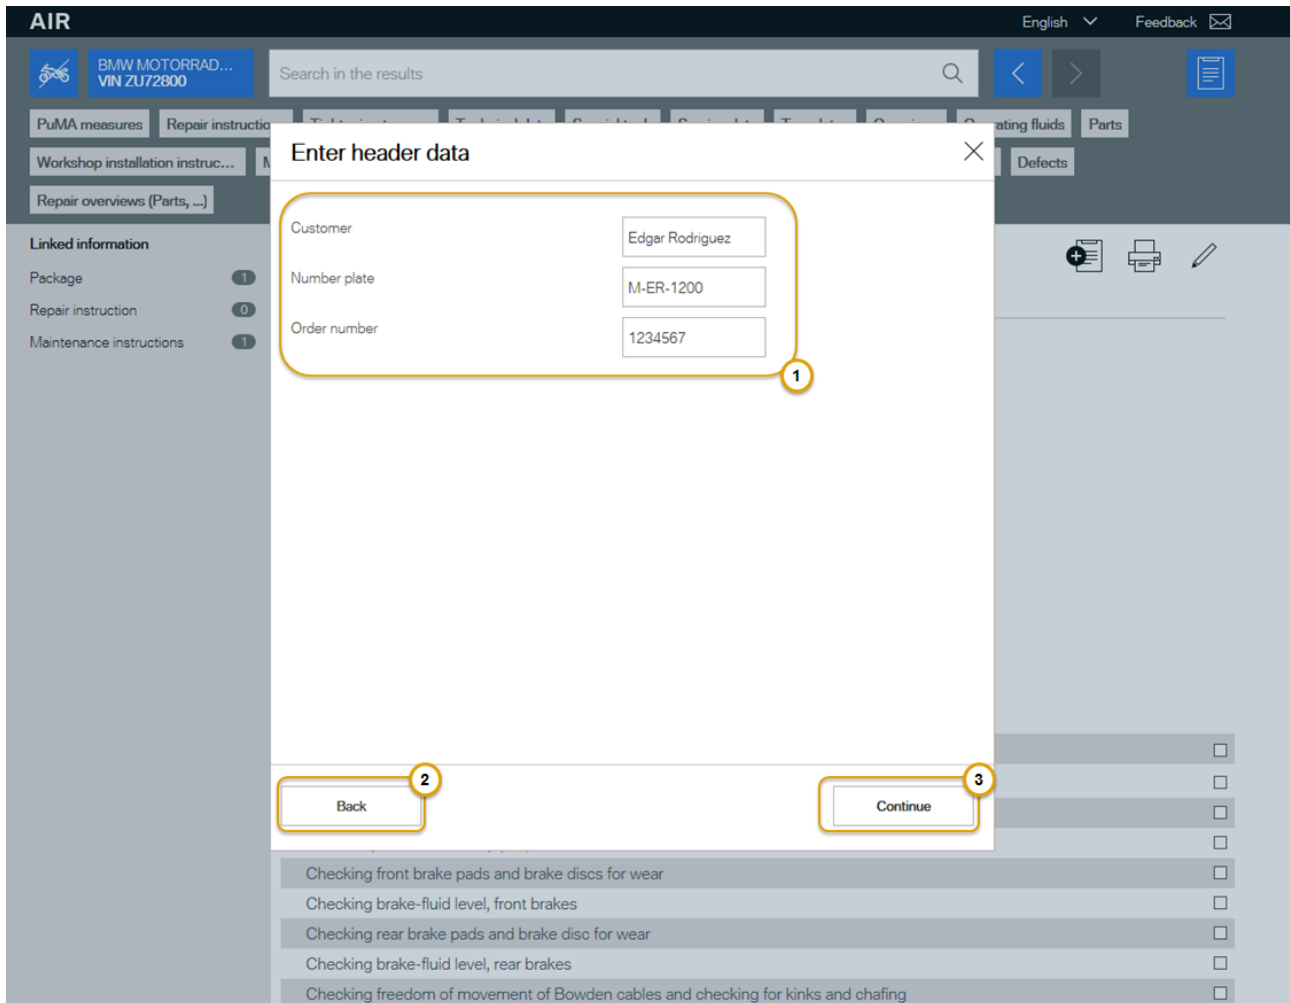 AIR
English
Feedback
BMW MOTORRAD...
VIN ZU72800
Search in the results
PuMA measures
Repair instructio
ating fluids
Parts
Workshop installation instruc...
Defects
Repair overviews (Parts, ...)
Enter header data
Linked information
Package 1
Repair instruction 0
Maintenance instructions 1
Customer
Edgar Rodriguez
Number plate
M-ER-1200
Order number
1234567
1
2
3
Back
Continue
Checking front brake pads and brake discs for wear
Checking brake-fluid level, front brakes
Checking rear brake pads and brake disc for wear
Checking brake-fluid level, rear brakes
Checking freedom of movement of Bowden cables and checking for kinks and chafing